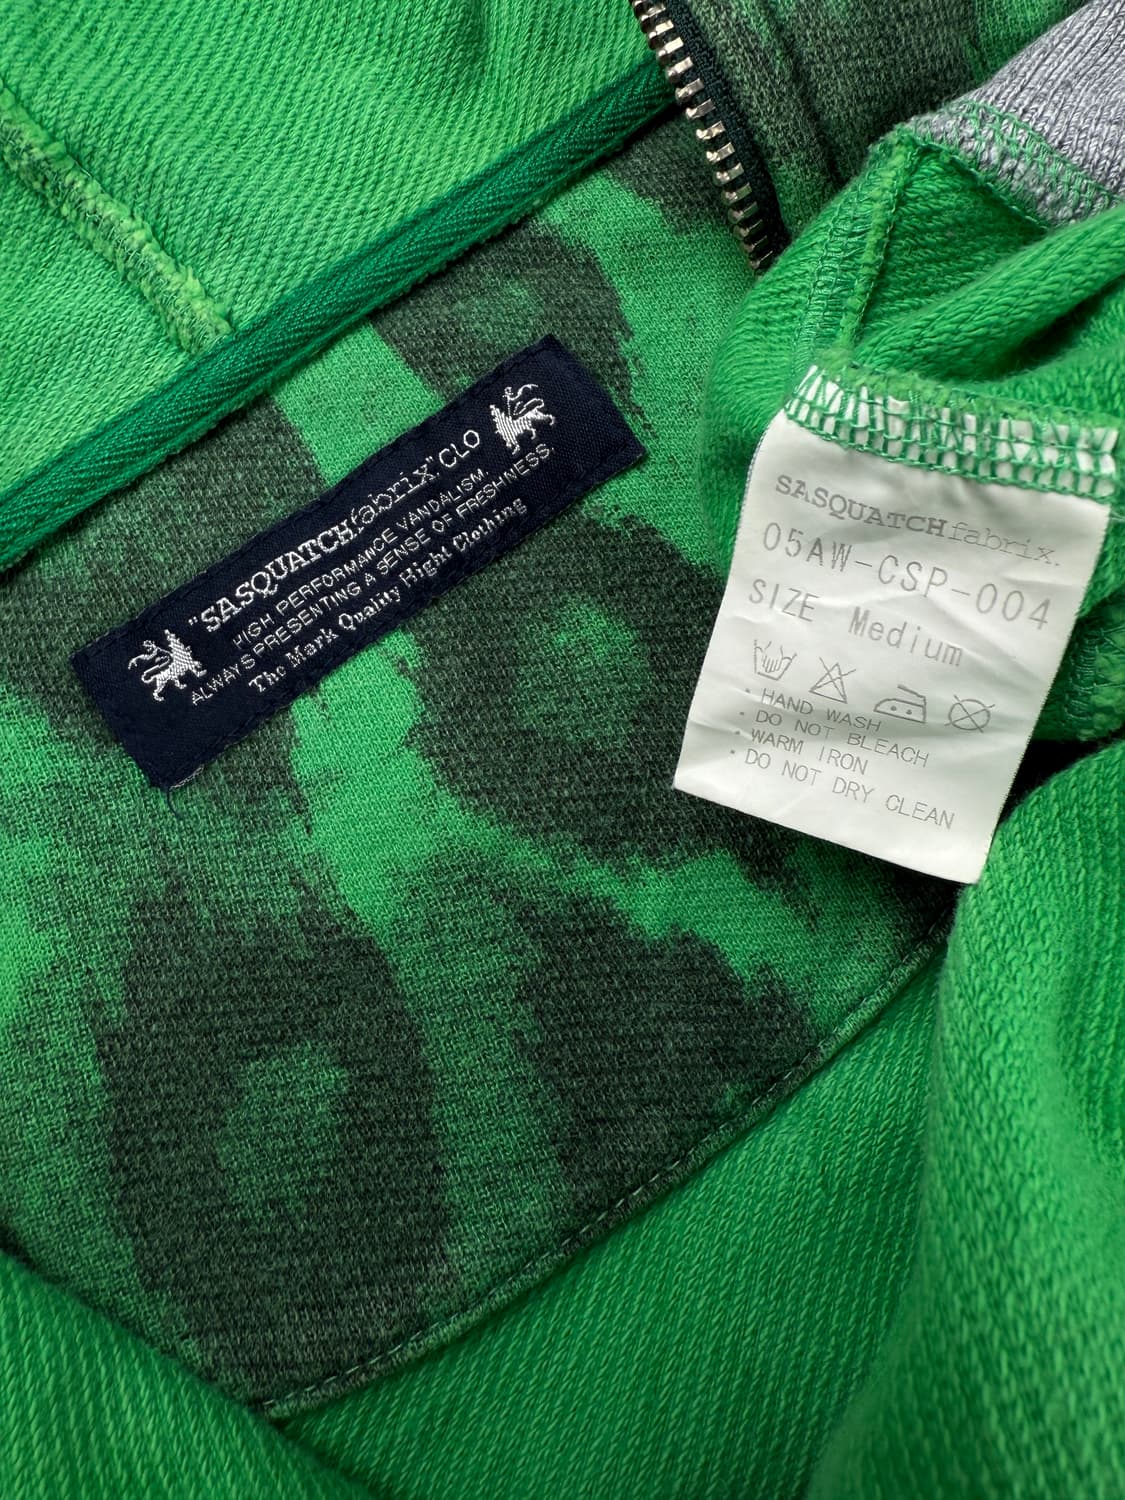 "SASQUATCHfabrix" CLO
HIGH PERFORMANCE VANDALISM
ALWAYS PRESENTING A SENSE OF FRESHNESS.
The Mark Quality Right Clothing
SASQUATCHfabrix.
05AW-CSP-004
SIZE Medium
・HAND WASH
・DO NOT BLEACH
・WARM IRON
・DO NOT DRY CLEAN